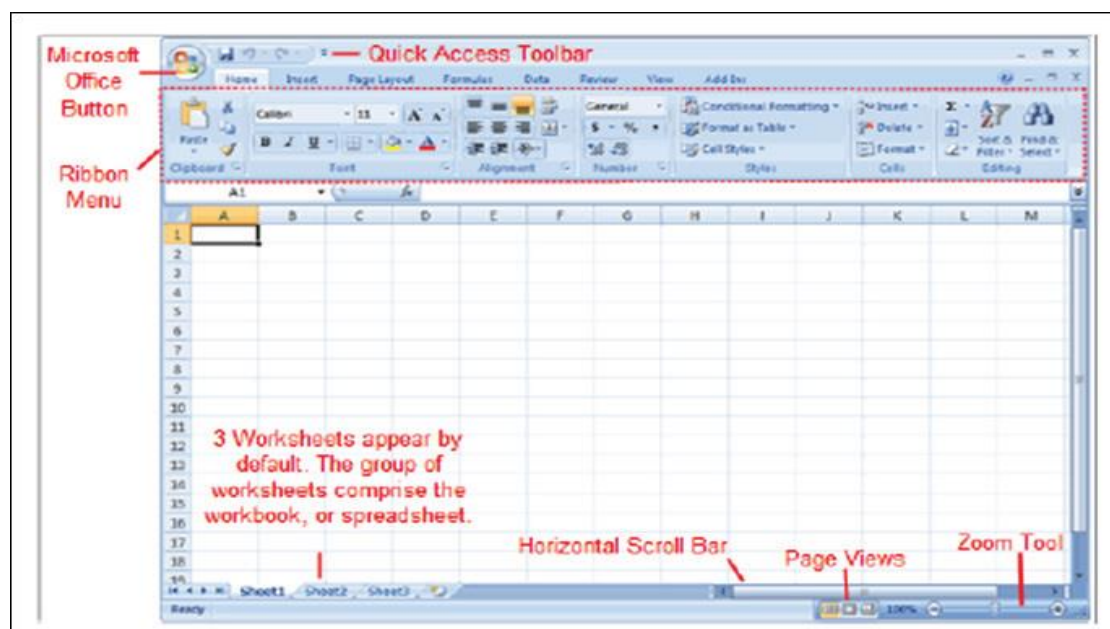 Microsoft
Office
Button
Quick Access Toolbar
Home Insert Page Layout Formulas Data Review View Add-Ins
Ribbon
Menu
Paste
Calibri 11
B I U
General
$ %
Conditional Formatting
Format as Table
Cell Styles
Insert
Delete
Format
Σ
Sort & Filter
Find & Select
Clipboard Font Alignment Number Styles Cells Editing
A1 fx
A B C D E F G H I J K L M
1
2
3
4
5
6
7
8
9
10
11
12
13
14
15
16
17
18
19
3 Worksheets appear by
default. The group of
worksheets comprise the
workbook, or spreadsheet.
Horizontal Scroll Bar
Page Views
Zoom Tool
Sheet1 Sheet2 Sheet3
Ready 100%